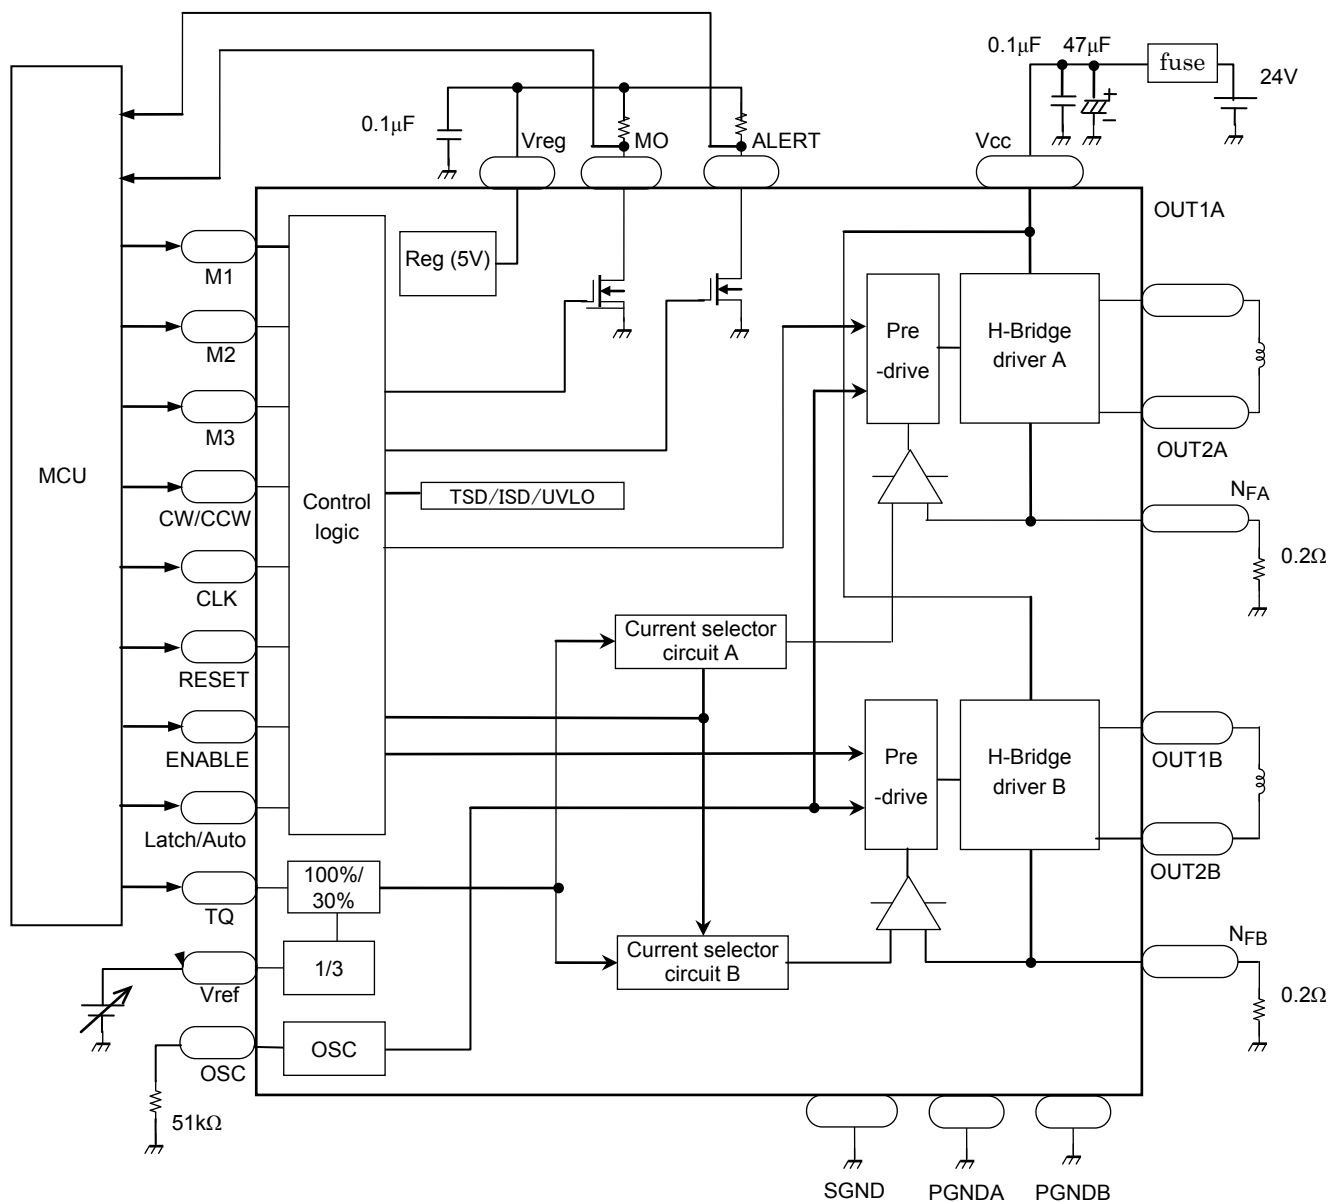 0.1μF
47μF
fuse
24V
0.1μF
Vreg
MO
ALERT
Vcc
OUT1A
M1
Reg (5V)
M2
Pre
-drive
H-Bridge
driver A
M3
OUT2A
MCU
CW/CCW
Control
logic
TSD/ISD/UVLO
NFA
0.2Ω
CLK
Current selector
circuit A
RESET
ENABLE
Pre
-drive
H-Bridge
driver B
OUT1B
Latch/Auto
100%/
30%
OUT2B
TQ
NFB
1/3
Current selector
circuit B
Vref
0.2Ω
OSC
OSC
51kΩ
SGND
PGNDA
PGNDB